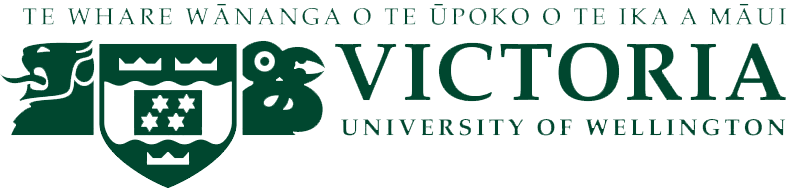 TE WHARE WĀNANGA O TE ŪPOKO O TE IKA A MĀUI
VICTORIA
UNIVERSITY OF WELLINGTON